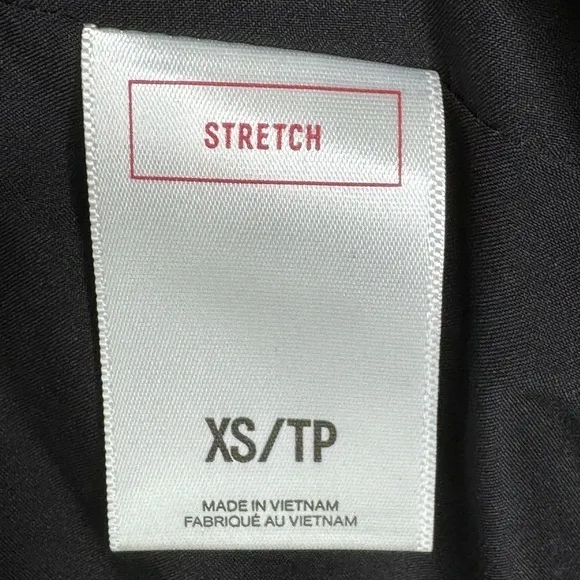 STRETCH
XS/TP
MADE IN VIETNAM
FABRIQUÉ AU VIETNAM